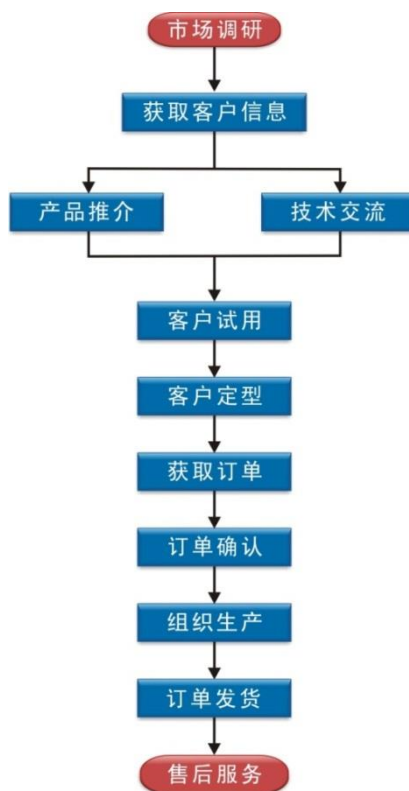 市场调研
获取客户信息
产品推介
技术交流
客户试用
客户定型
获取订单
订单确认
组织生产
订单发货
售后服务